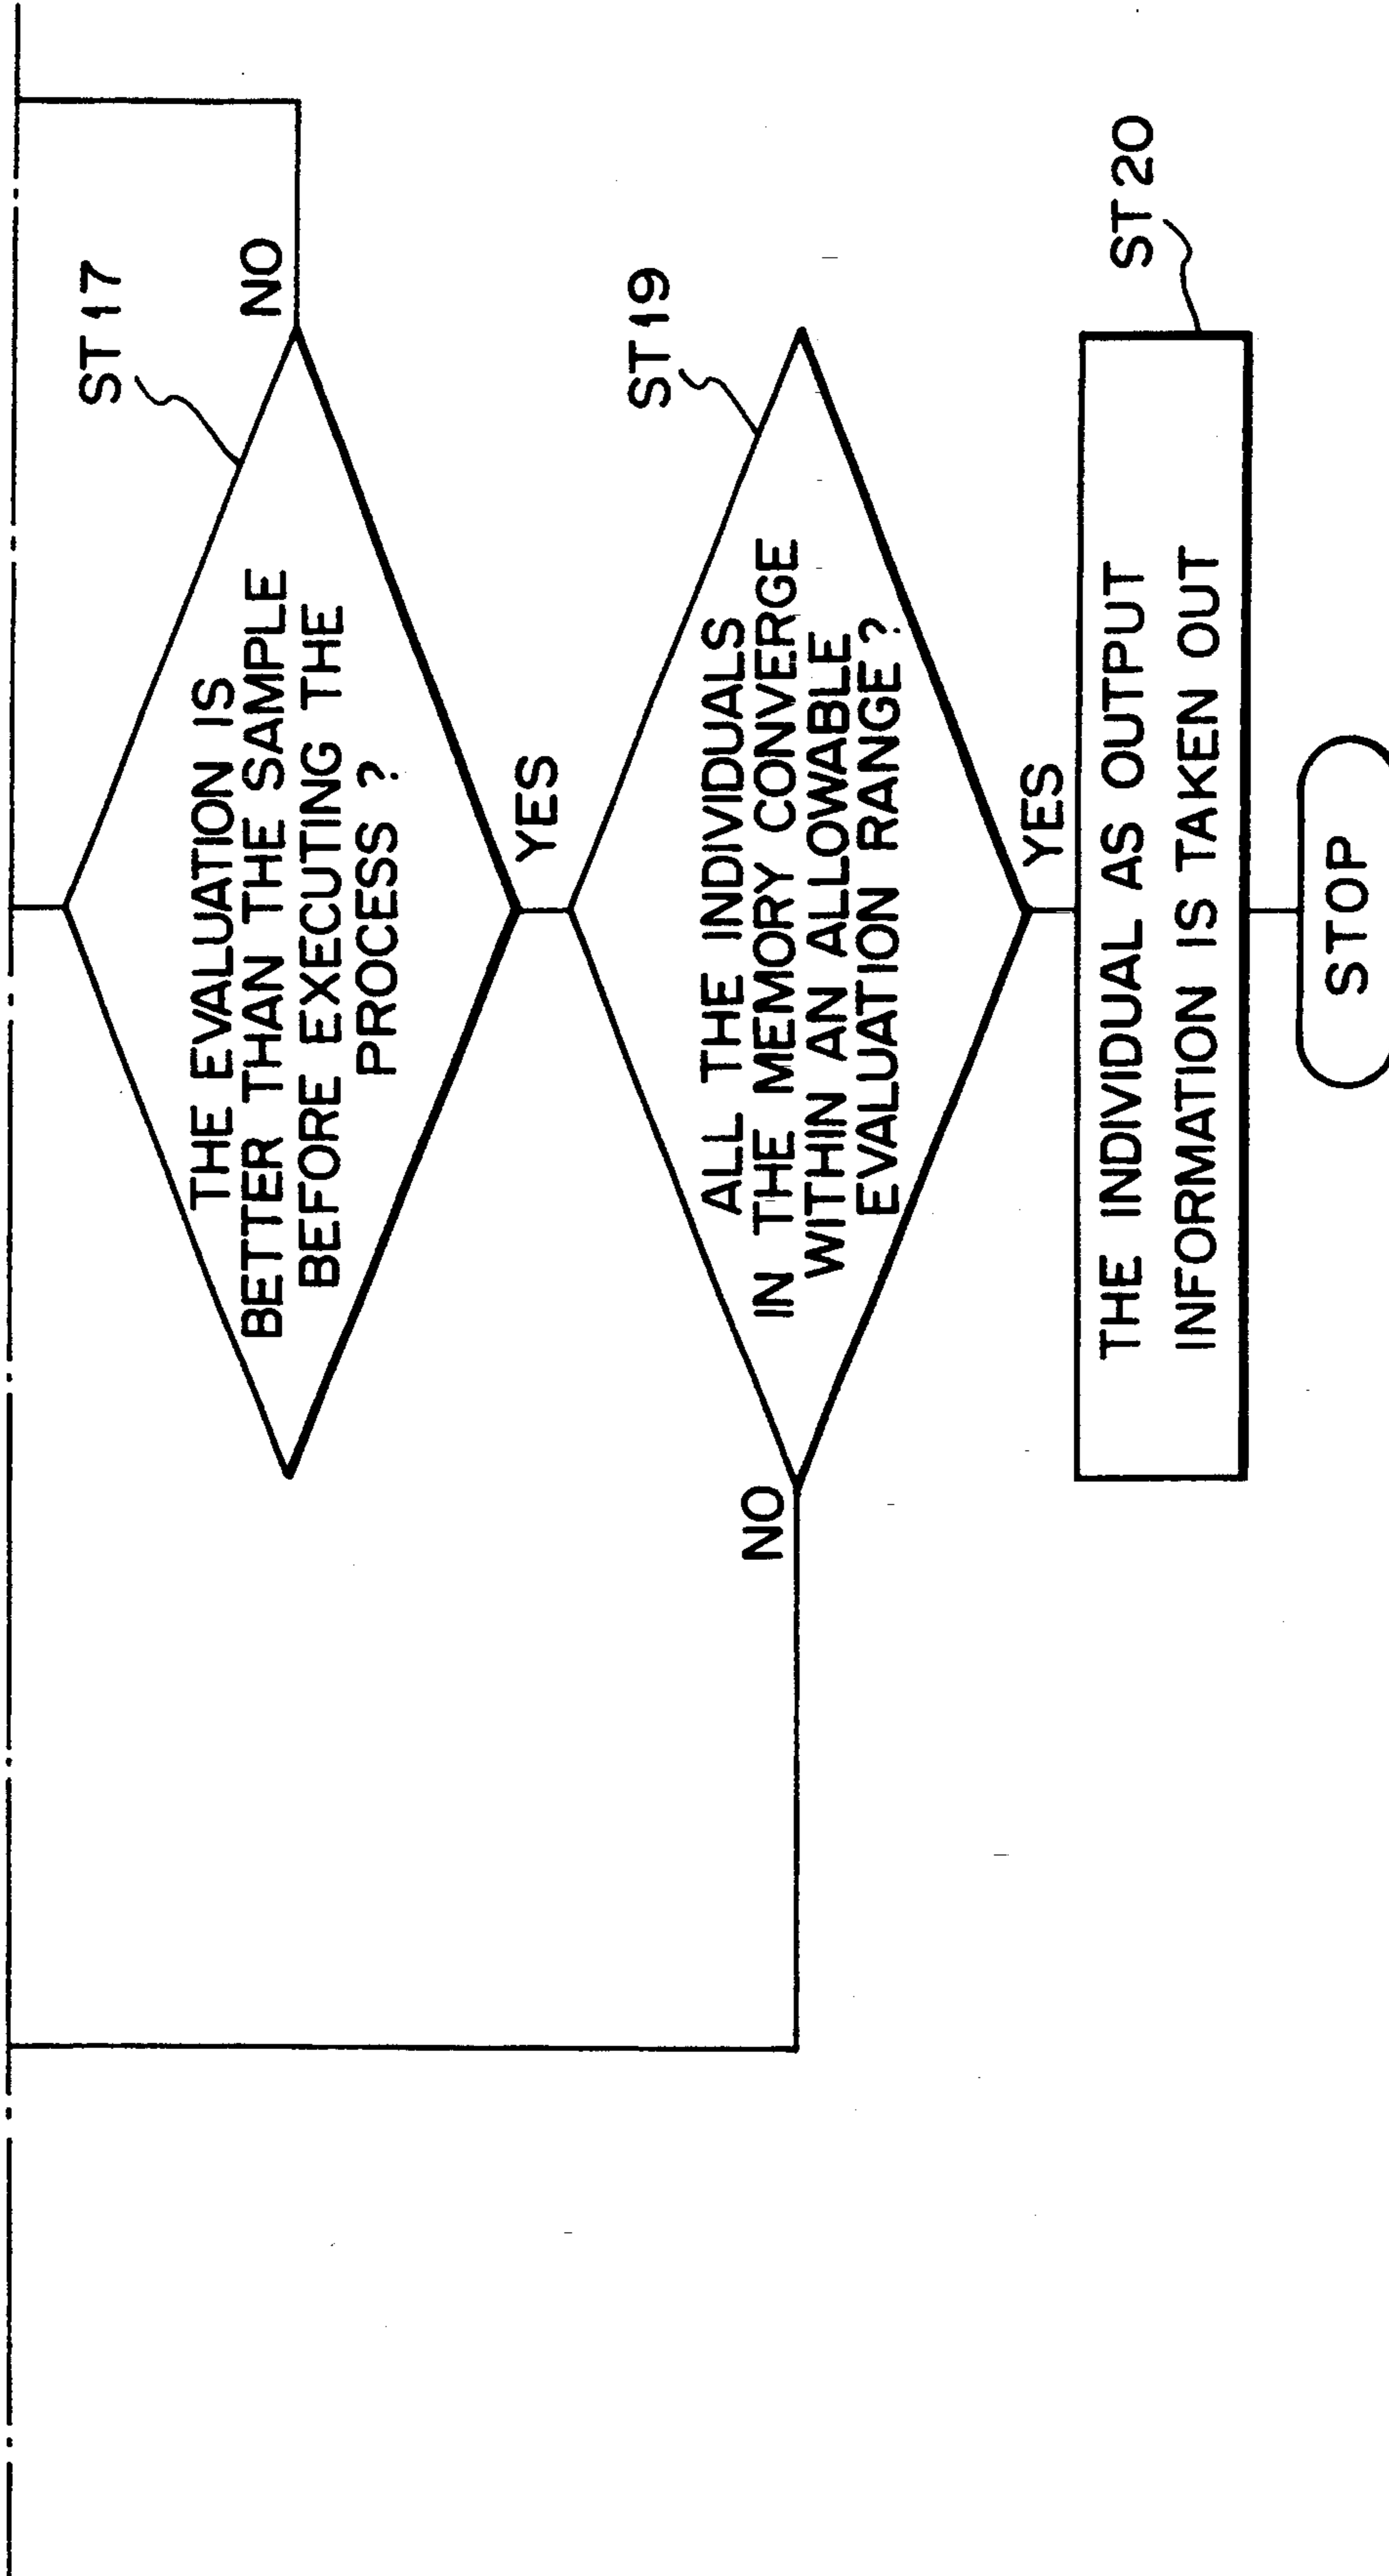 ST17
THE EVALUATION IS
BETTER THAN THE SAMPLE
BEFORE EXECUTING THE
PROCESS ?
NO
YES
ST19
ALL THE INDIVIDUALS
IN THE MEMORY CONVERGE
WITHIN AN ALLOWABLE
EVALUATION RANGE ?
NO
YES
ST20
THE INDIVIDUAL AS OUTPUT
INFORMATION IS TAKEN OUT
STOP